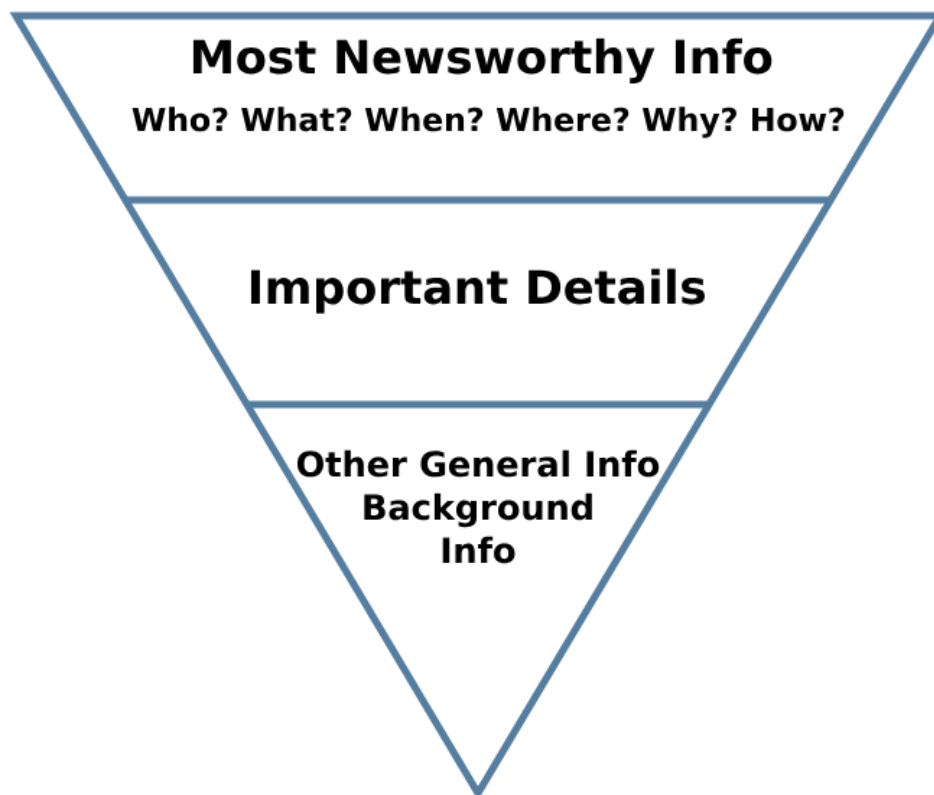 Most Newsworthy Info
Who? What? When? Where? Why? How?
Important Details
Other General Info
Background
Info